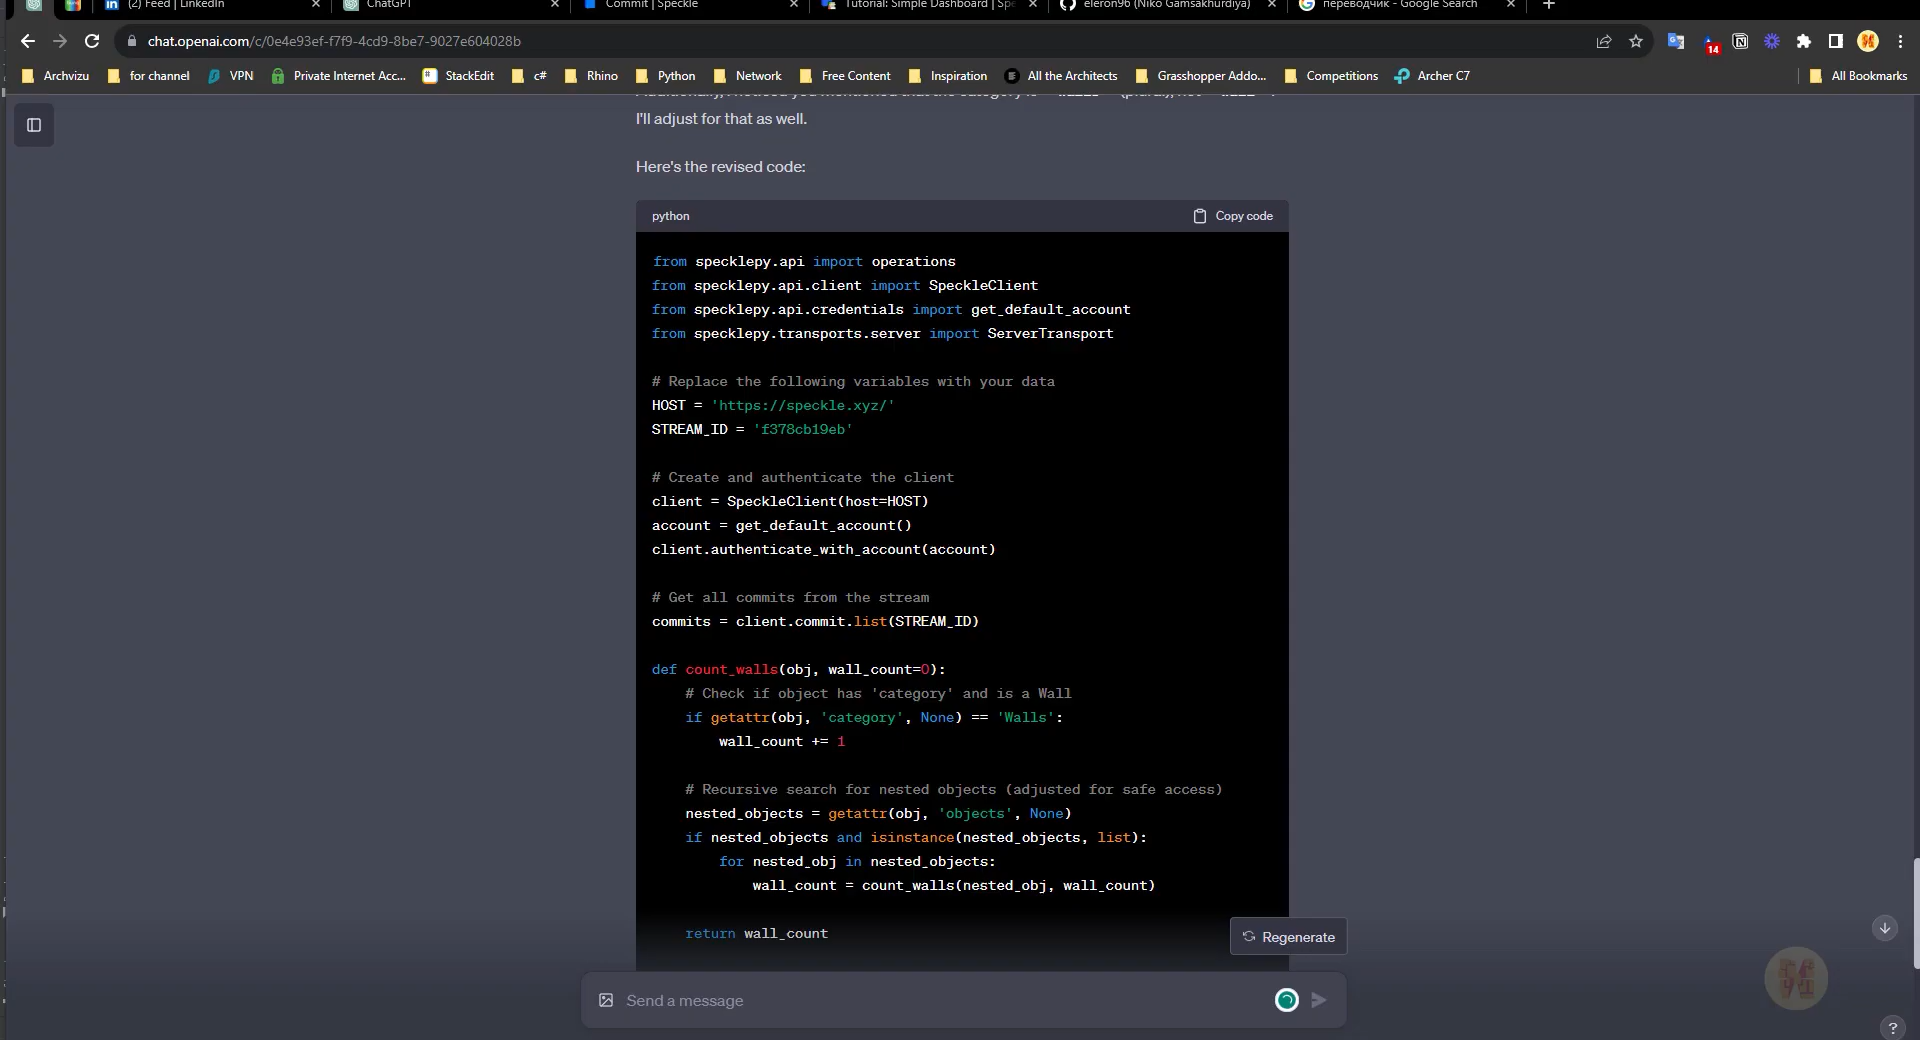 (2) Feed | LinkedIn
ChatGPT
Commit | Speckle
Tutorial: Simple Dashboard | Spe
eleron96 (Niko Gamsakhurdiya)
переводчик - Google Search
chat.openai.com/c/0e4e93ef-f7f9-4cd9-8be7-9027e604028b
14
Archvizu
for channel
VPN
Private Internet Acc...
StackEdit
c#
Rhino
Python
Network
Free Content
Inspiration
All the Architects
Grasshopper Addo...
Competitions
Archer C7
All Bookmarks
I'll adjust for that as well.
Here's the revised code:
python
Copy code
from specklepy.api import operations
from specklepy.api.client import SpeckleClient
from specklepy.api.credentials import get_default_account
from specklepy.transports.server import ServerTransport
# Replace the following variables with your data
HOST = 'https://speckle.xyz/'
STREAM_ID = 'f378cb19eb'
# Create and authenticate the client
client = SpeckleClient(host=HOST)
account = get_default_account()
client.authenticate_with_account(account)
# Get all commits from the stream
commits = client.commit.list(STREAM_ID)
def count_walls(obj, wall_count=0):
# Check if object has 'category' and is a Wall
if getattr(obj, 'category', None) == 'Walls':
wall_count += 1
# Recursive search for nested objects (adjusted for safe access)
nested_objects = getattr(obj, 'objects', None)
if nested_objects and isinstance(nested_objects, list):
for nested_obj in nested_objects:
wall_count = count_walls(nested_obj, wall_count)
return wall_count
Regenerate
Send a message
?